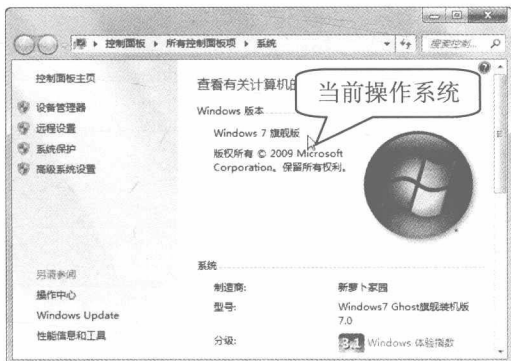 控制面板 ▸ 所有控制面板项 ▸ 系统
搜索控制...
控制面板主页
设备管理器
远程设置
系统保护
高级系统设置
另请参阅
操作中心
Windows Update
性能信息和工具
查看有关计算机的
当前操作系统
Windows 版本
Windows 7 旗舰版
版权所有 © 2009 Microsoft
Corporation。保留所有权利。
系统
制造商: 新萝卜家园
型号: Windows7 Ghost旗舰装机版
7.0
分级: 3.1 Windows 体验指数